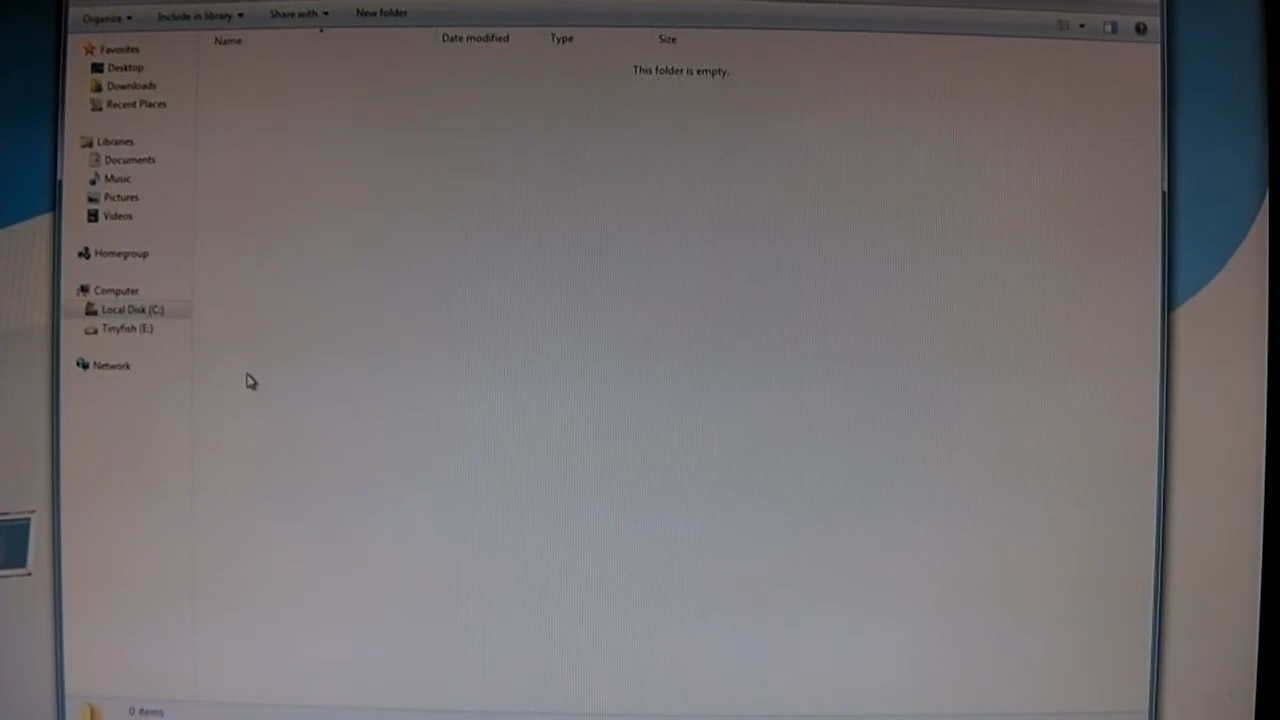 Organize Include in library Share with New folder
Name Date modified Type Size
This folder is empty.
Favorites
Desktop
Downloads
Recent Places
Libraries
Documents
Music
Pictures
Videos
Homegroup
Computer
Local Disk (C:)
Tinyfish (E:)
Network
0 items